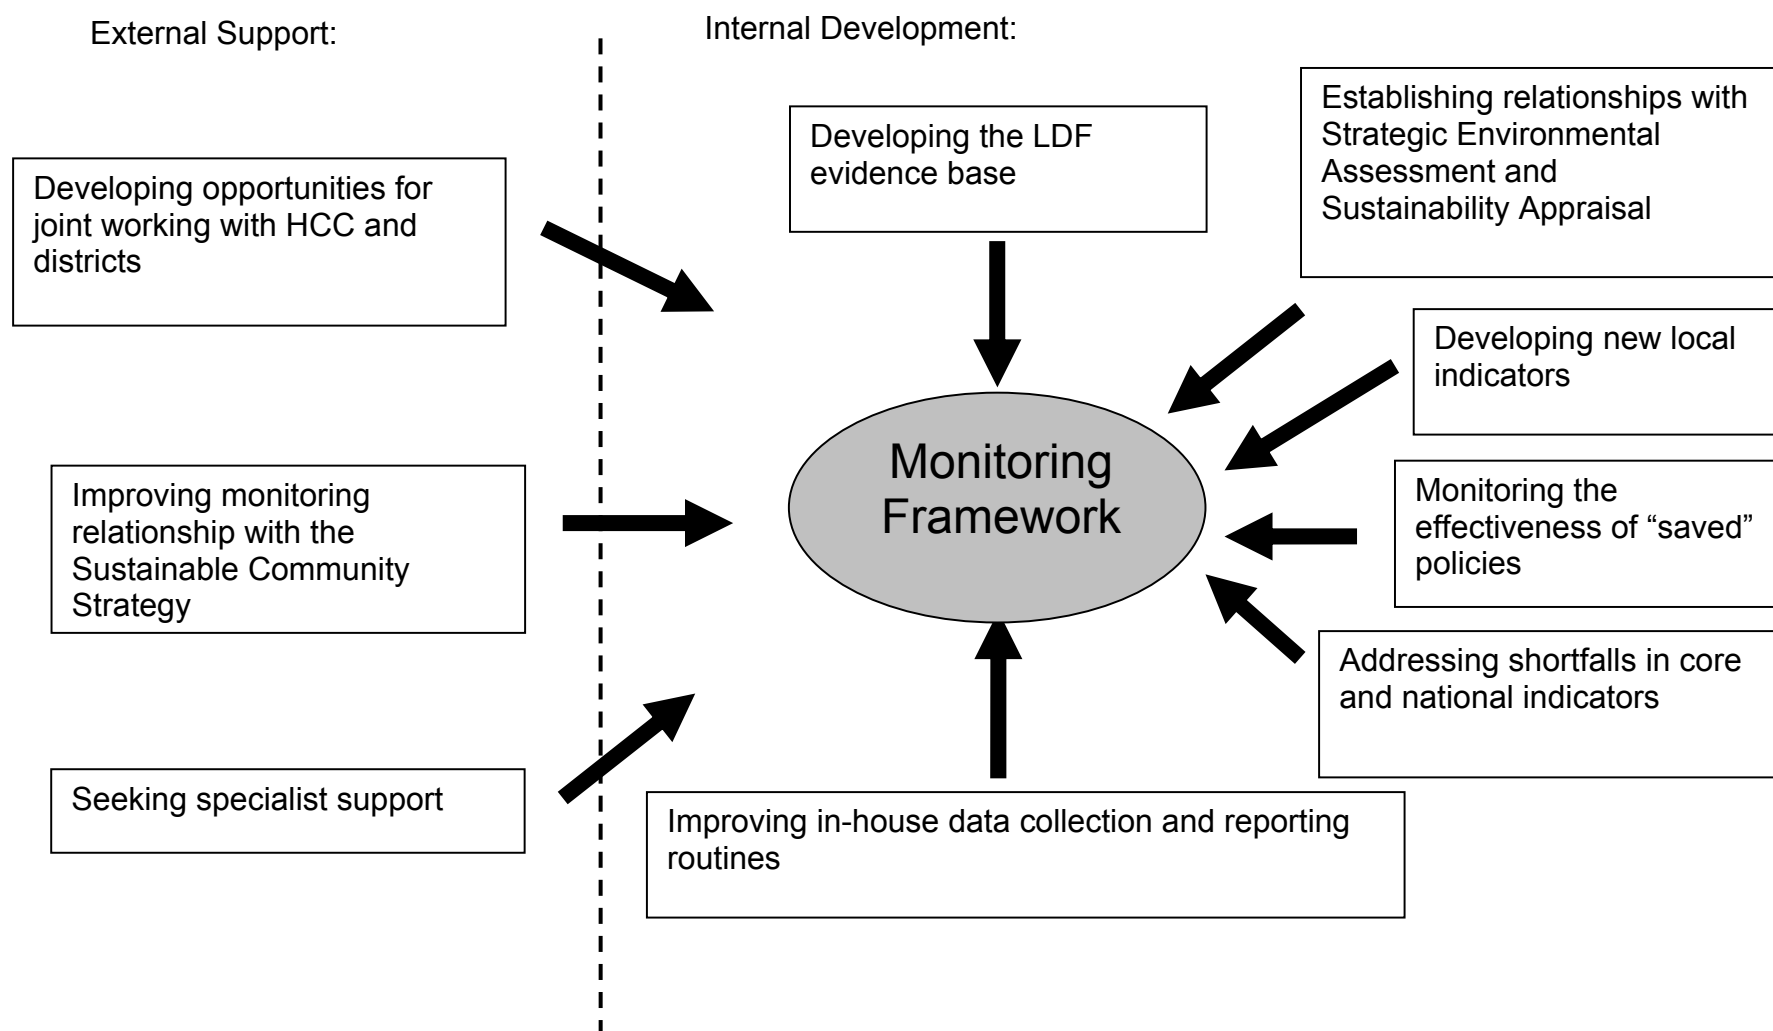 External Support:
Internal Development:
Developing opportunities for
joint working with HCC and
districts
Improving monitoring
relationship with the
Sustainable Community
Strategy
Seeking specialist support
Developing the LDF
evidence base
Establishing relationships with
Strategic Environmental
Assessment and
Sustainability Appraisal
Developing new local
indicators
Monitoring the
effectiveness of “saved”
policies
Addressing shortfalls in core
and national indicators
Monitoring
Framework
Improving in-house data collection and reporting
routines